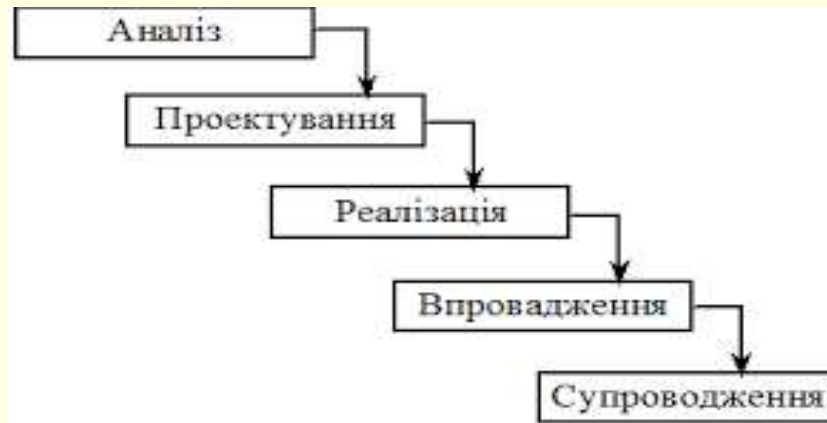 Аналіз
Проектування
Реалізація
Впровадження
Супроводження